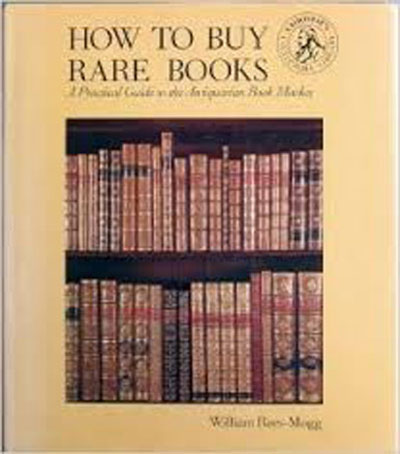 HOW TO BUY
RARE BOOKS
A Practical Guide to the Antiquarian Book Market
William Rees-Mogg